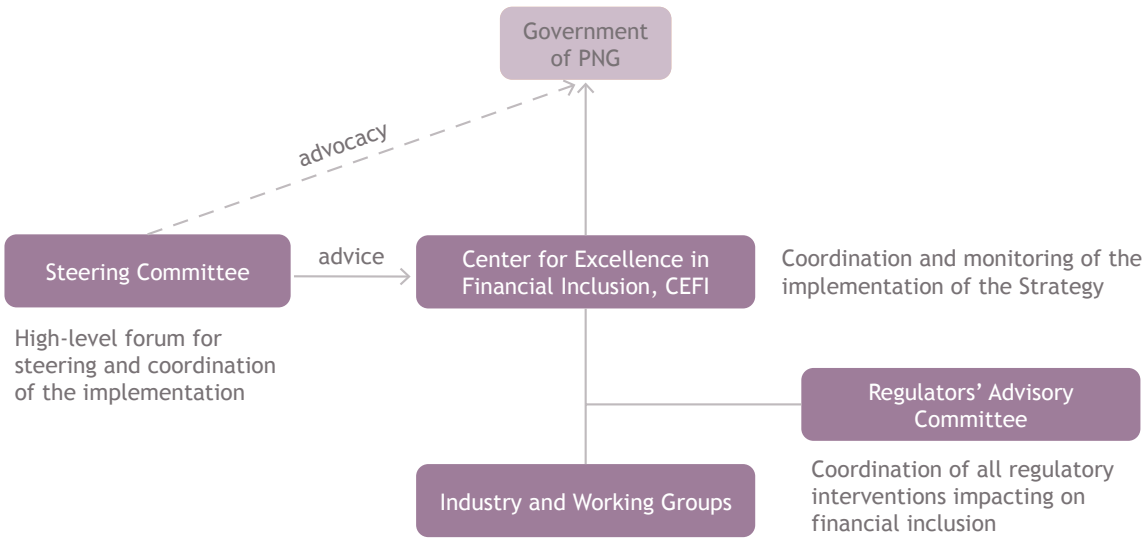 Government
of PNG
advocacy
Steering Committee
advice
Center for Excellence in
Financial Inclusion, CEFI
Coordination and monitoring of the
implementation of the Strategy
High-level forum for
steering and coordination
of the implementation
Regulators’ Advisory
Committee
Industry and Working Groups
Coordination of all regulatory
interventions impacting on
financial inclusion